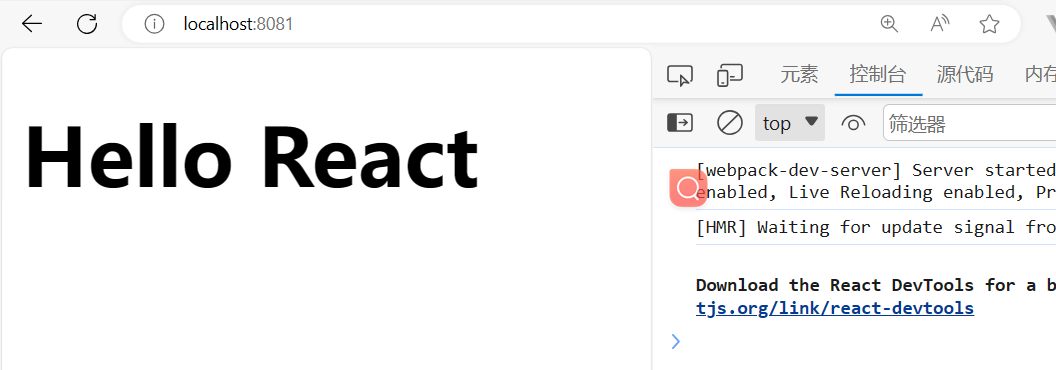 localhost:8081
元素 控制台 源代码 内存
top 筛选器
Hello React
[webpack-dev-server] Server started
enabled, Live Reloading enabled, Pr
[HMR] Waiting for update signal fro
Download the React DevTools for a b
tjs.org/link/react-devtools